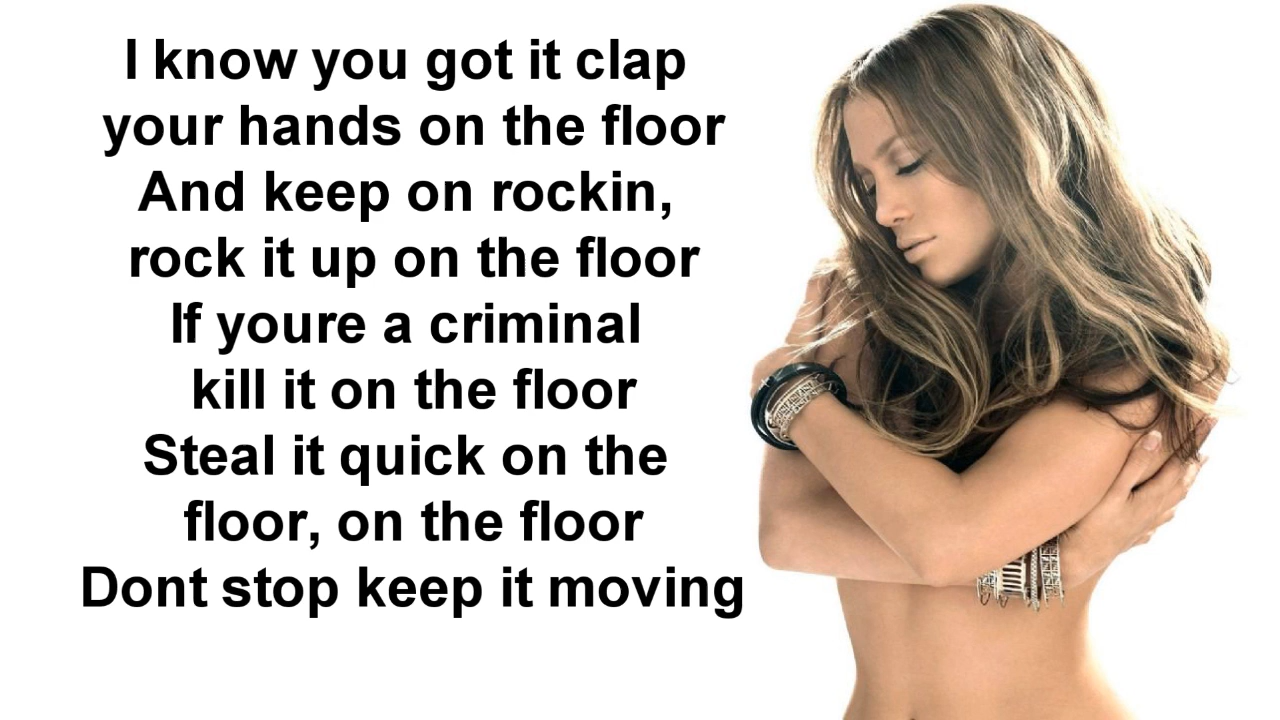 I know you got it clap
your hands on the floor
And keep on rockin,
rock it up on the floor
If youre a criminal
kill it on the floor
Steal it quick on the
floor, on the floor
Dont stop keep it moving